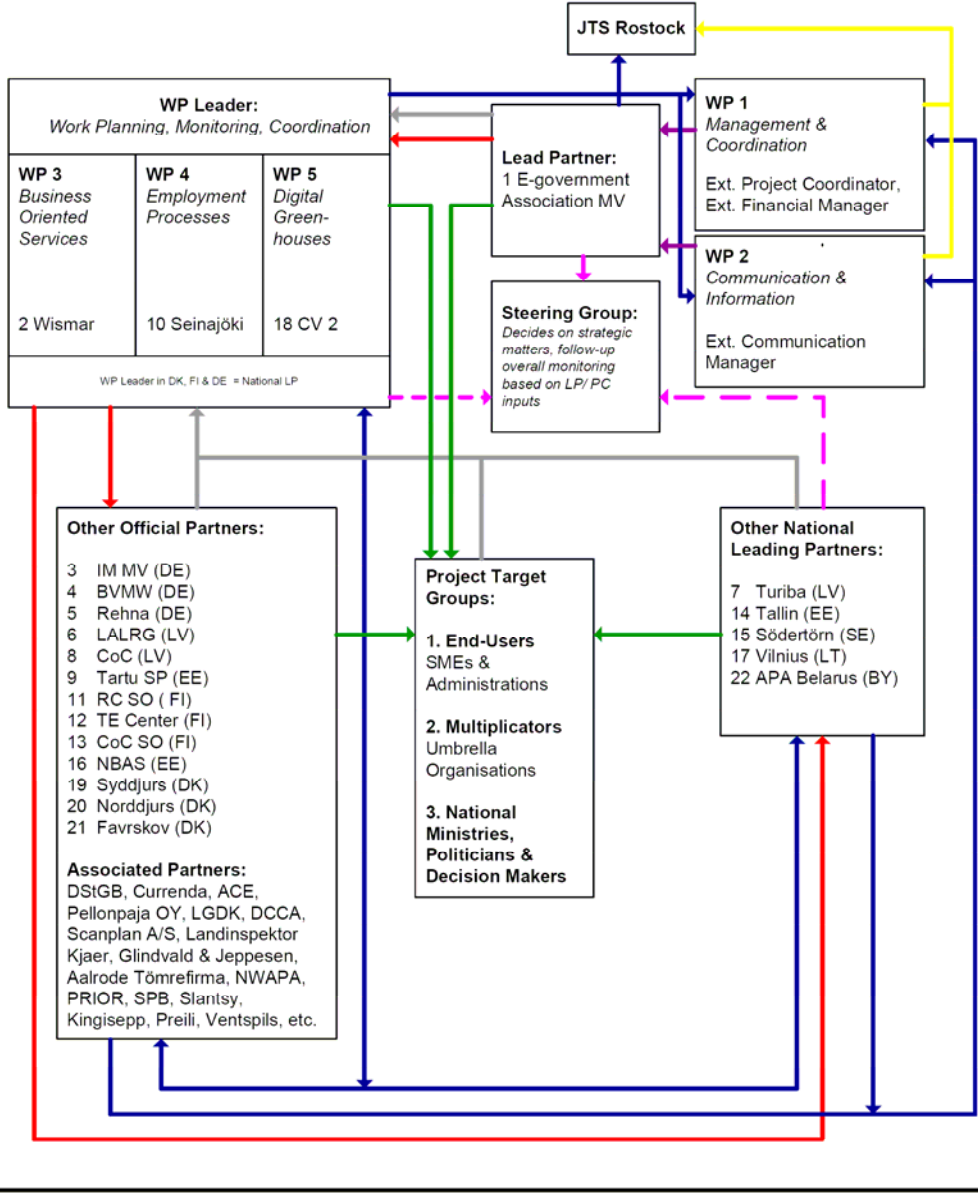 JTS Rostock
WP Leader:
Work Planning, Monitoring, Coordination
WP 3
Business
Oriented
Services
2 Wismar
WP 4
Employment
Processes
10 Seinajöki
WP 5
Digital
Green-
houses
18 CV 2
WP Leader in DK, FI & DE = National LP
Lead Partner:
1 E-government
Association MV
WP 1
Management &
Coordination
Ext. Project Coordinator,
Ext. Financial Manager
WP 2
Communication &
Information
Ext. Communication
Manager
Steering Group:
Decides on strategic
matters, follow-up
overall monitoring
based on LP/ PC
inputs
Other Official Partners:
3 IM MV (DE)
4 BVMW (DE)
5 Rehna (DE)
6 LALRG (LV)
8 CoC (LV)
9 Tartu SP (EE)
11 RC SO ( FI)
12 TE Center (FI)
13 CoC SO (FI)
16 NBAS (EE)
19 Syddjurs (DK)
20 Norddjurs (DK)
21 Favrskov (DK)
Associated Partners:
DStGB, Currenda, ACE,
Pellonpaja OY, LGDK, DCCA,
Scanplan A/S, Landinspektor
Kjaer, Glindvald & Jeppesen,
Aalrode Tömrefirma, NWAPA,
PRIOR, SPB, Slantsy,
Kingisepp, Preili, Ventspils, etc.
Project Target
Groups:
1. End-Users
SMEs &
Administrations
2. Multiplicators
Umbrella
Organisations
3. National
Ministries,
Politicians &
Decision Makers
Other National
Leading Partners:
7 Turiba (LV)
14 Tallin (EE)
15 Södertörn (SE)
17 Vilnius (LT)
22 APA Belarus (BY)